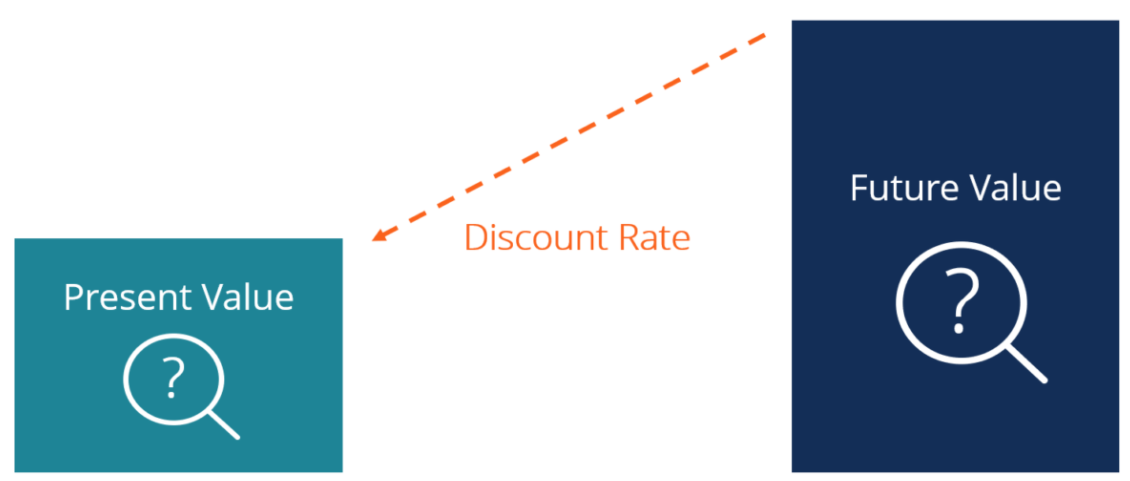 Future Value
?
Discount Rate
Present Value
?